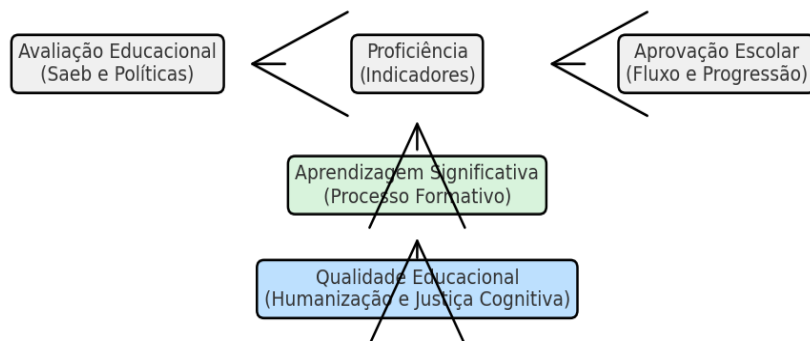 Avaliação Educacional
(Saeb e Políticas)
Proficiência
(Indicadores)
Aprovação Escolar
(Fluxo e Progressão)
Aprendizagem Significativa
(Processo Formativo)
Qualidade Educacional
(Humanização e Justiça Cognitiva)